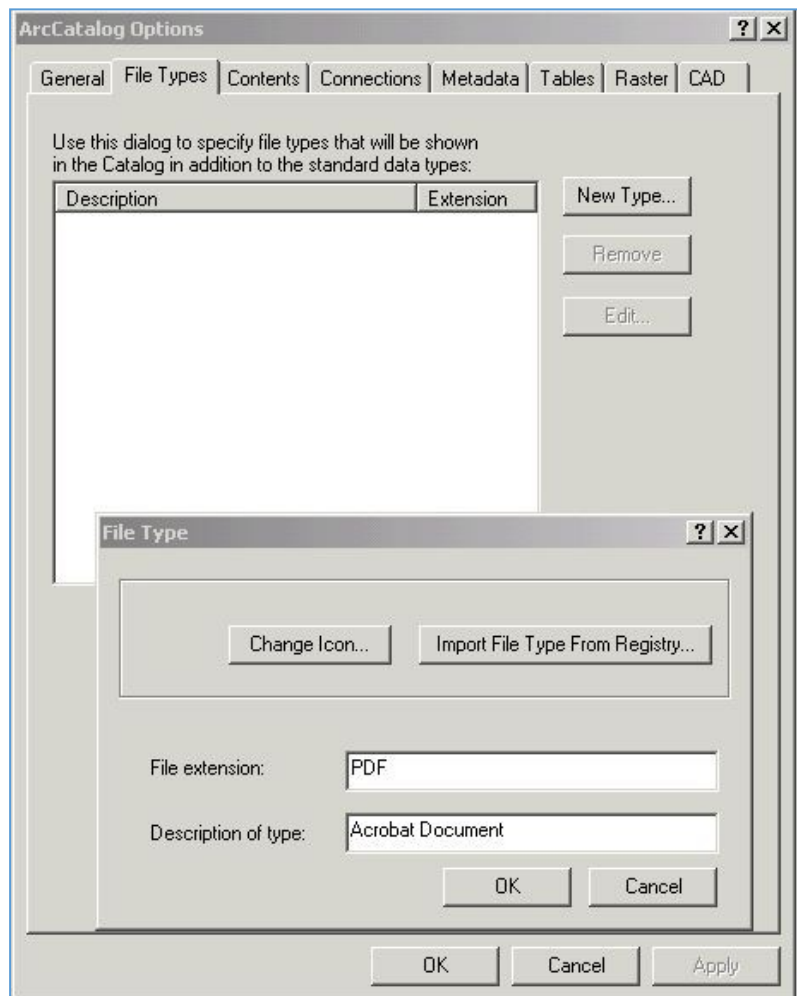 ArcCatalog Options
General File Types Contents Connections Metadata Tables Raster CAD
Use this dialog to specify file types that will be shown
in the Catalog in addition to the standard data types:
Description Extension
New Type...
Remove
Edit...
File Type
Change Icon... Import File Type From Registry...
File extension: PDF
Description of type: Acrobat Document
OK Cancel
OK Cancel Apply